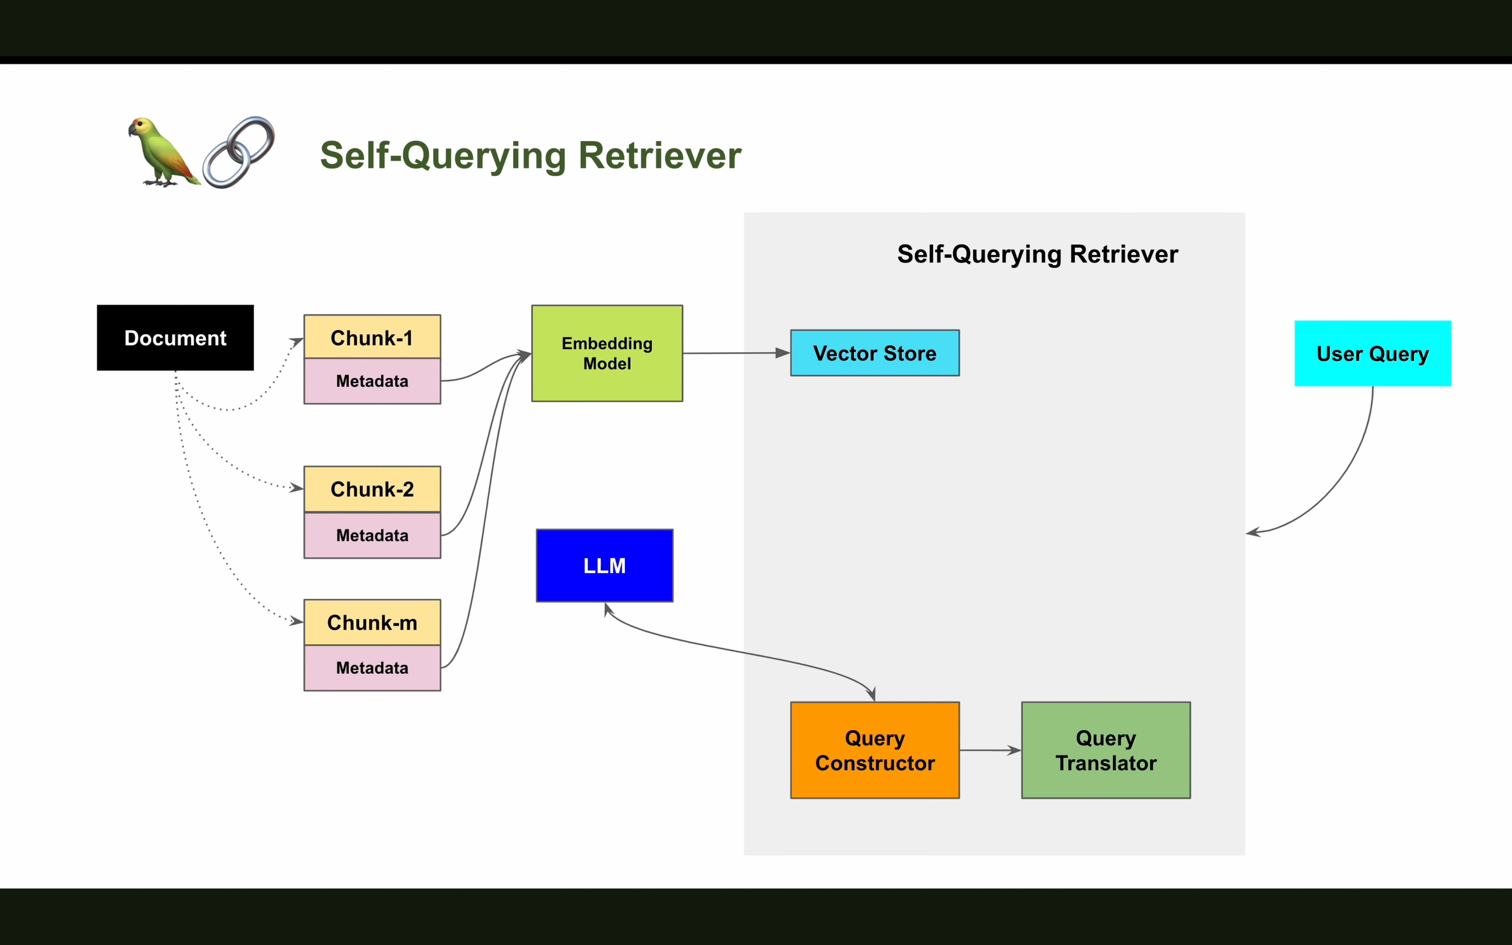 Self-Querying Retriever
Self-Querying Retriever
Document
Chunk-1
Metadata
Embedding
Model
Vector Store
User Query
Chunk-2
Metadata
LLM
Chunk-m
Metadata
Query
Constructor
Query
Translator